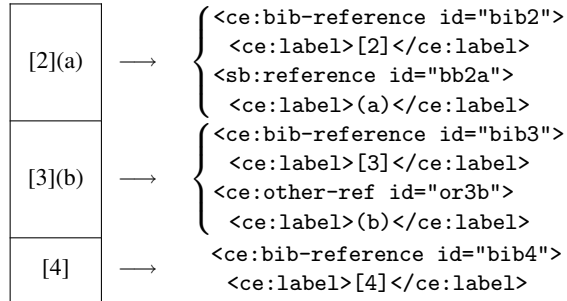 [2](a) ⟶ <ce:bib-reference id="bib2">
<ce:label>[2]</ce:label>
<sb:reference id="bb2a">
<ce:label>(a)</ce:label>
[3](b) ⟶ <ce:bib-reference id="bib3">
<ce:label>[3]</ce:label>
<ce:other-ref id="or3b">
<ce:label>(b)</ce:label>
[4] ⟶ <ce:bib-reference id="bib4">
<ce:label>[4]</ce:label>